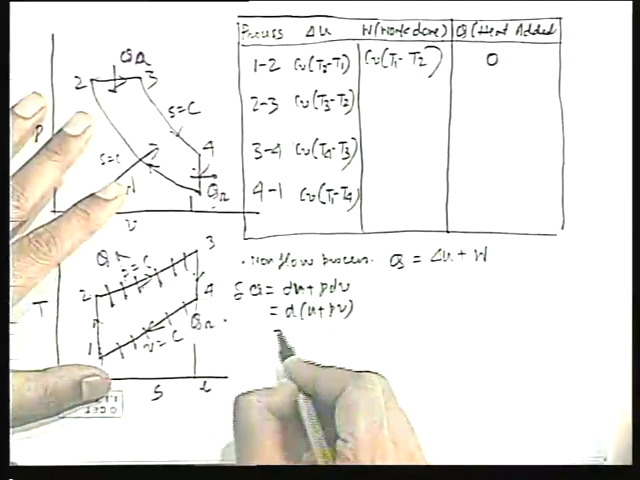 Process Δu W(Work done) Q(Heat Added
1-2 Cv(T2-T1) Cv(T1-T2) 0
2-3 Cv(T3-T2)
3-4 Cv(T4-T3)
4-1 Cv(T1-T4)
QA
2 3
S=C
P
S=C 4
QR
v
• Non flow process. Q = Δu + W
δQ = du + pdv
= d(u+pv)
3
QA
P=C
2 4
T QR.
1 v=C
S